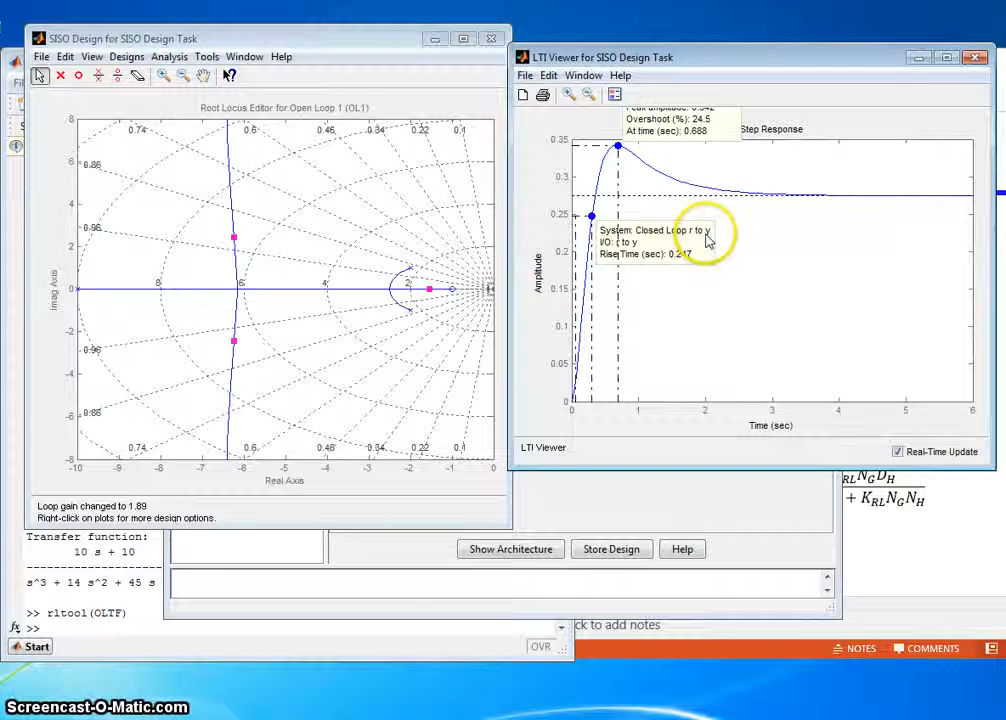 SISO Design for SISO Design Task
File Edit View Designs Analysis Tools Window Help
Root Locus Editor for Open Loop 1 (OL1)
8
0.74 0.6 0.46 0.34 0.22 0.1
6
0.86
4
0.93
2
8 6 4 2
0
-2
-4
0.96
-6
0.86
0.74 0.6 0.46 0.34 0.22 0.1
-8
-10 -9 -8 -7 -6 -5 -4 -3 -2 -1 0
Imag Axis
Real Axis
Loop gain changed to 1.89
Right-click on plots for more design options.
LTI Viewer for SISO Design Task
File Edit Window Help
Overshoot (%): 24.5
At time (sec): 0.688
Step Response
0.35
0.3
0.25
0.2
0.15
0.1
0.05
0
0 1 2 3 4 5 6
Amplitude
Time (sec)
System: Closed Loop r to y
I/O: r to y
Rise Time (sec): 0.247
LTI Viewer
Real-Time Update
Show Architecture Store Design Help
Transfer function:
10 s + 10
----------------------
s^3 + 14 s^2 + 45 s
>> rltool(OLTF)
fx >>
Start
OVR
+ K_RL N_G N_H
ck to add notes
NOTES COMMENTS
Screencast-O-Matic.com